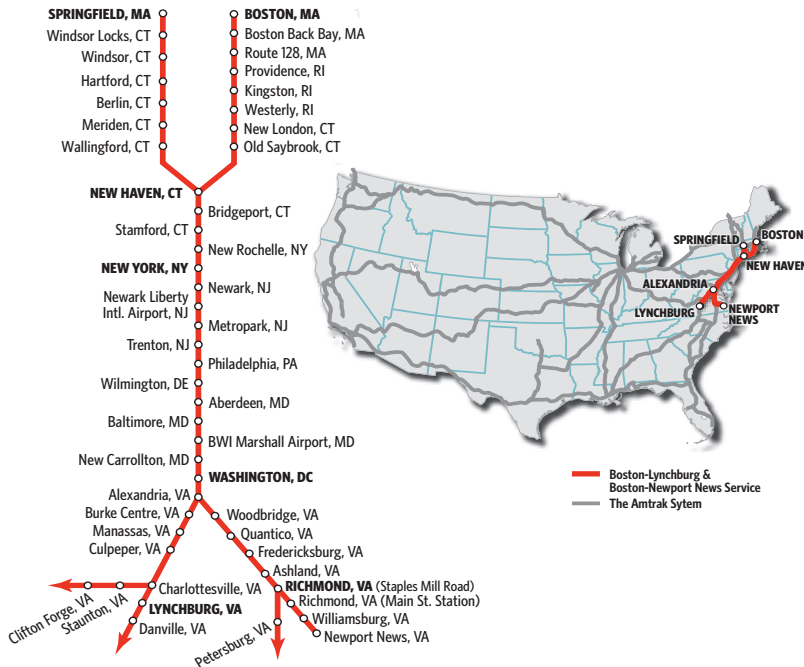 SPRINGFIELD, MA
Windsor Locks, CT
Windsor, CT
Hartford, CT
Berlin, CT
Meriden, CT
Wallingford, CT
BOSTON, MA
Boston Back Bay, MA
Route 128, MA
Providence, RI
Kingston, RI
Westerly, RI
New London, CT
Old Saybrook, CT
NEW HAVEN, CT
Bridgeport, CT
Stamford, CT
New Rochelle, NY
NEW YORK, NY
Newark, NJ
Newark Liberty
Intl. Airport, NJ
Metropark, NJ
Trenton, NJ
Philadelphia, PA
Wilmington, DE
Aberdeen, MD
Baltimore, MD
BWI Marshall Airport, MD
New Carrollton, MD
WASHINGTON, DC
Alexandria, VA
Burke Centre, VA
Manassas, VA
Culpeper, VA
Charlottesville, VA
Staunton, VA
Clifton Forge, VA
LYNCHBURG, VA
Danville, VA
Woodbridge, VA
Quantico, VA
Fredericksburg, VA
Ashland, VA
RICHMOND, VA (Staples Mill Road)
Richmond, VA (Main St. Station)
Williamsburg, VA
Newport News, VA
Petersburg, VA
SPRINGFIELD
BOSTON
NEW HAVEN
ALEXANDRIA
LYNCHBURG
NEWPORT
NEWS
Boston-Lynchburg &
Boston-Newport News Service
The Amtrak Sytem